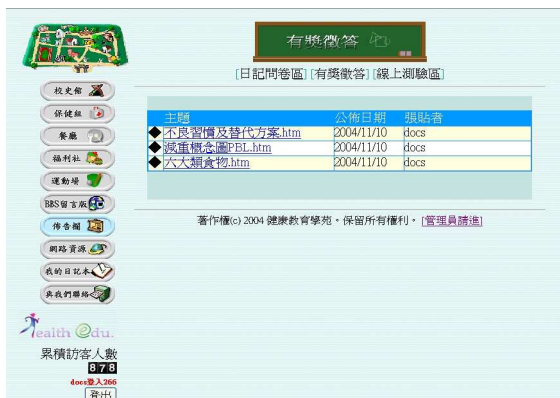 有獎徵答
[日記問卷區] [有獎徵答] [線上測驗區]
校史館
保健組
餐廳
福利社
運動場
BBS留言版
佈告欄
網路資源
我的日記本
與我們聯絡
主題 公佈日期 張貼者
◆不良習慣及替代方案.htm 2004/11/10 docs
◆減重概念圖PBL.htm 2004/11/10 docs
◆六大類食物.htm 2004/11/10 docs
著作權(c) 2004 健康教育學苑。保留所有權利。 [管理員請進]
Health @du.
累積訪客人數
878
docs登入266
登出